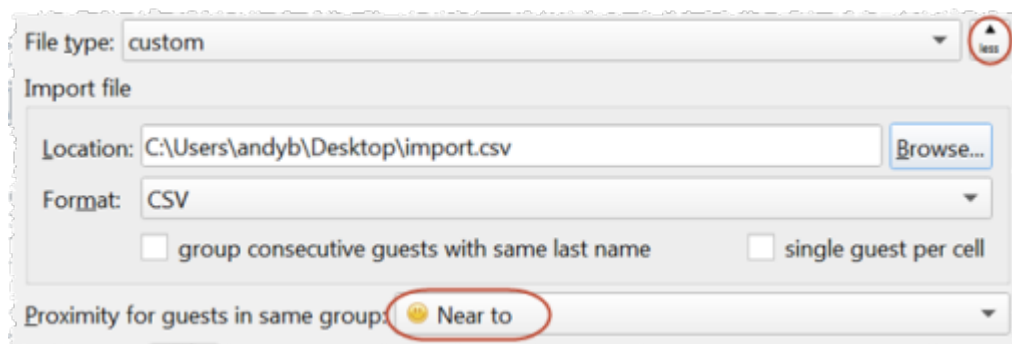 File type: custom less
Import file
Location: C:\Users\andyb\Desktop\import.csv Browse...
Format: CSV
group consecutive guests with same last name single guest per cell
Proximity for guests in same group: Near to